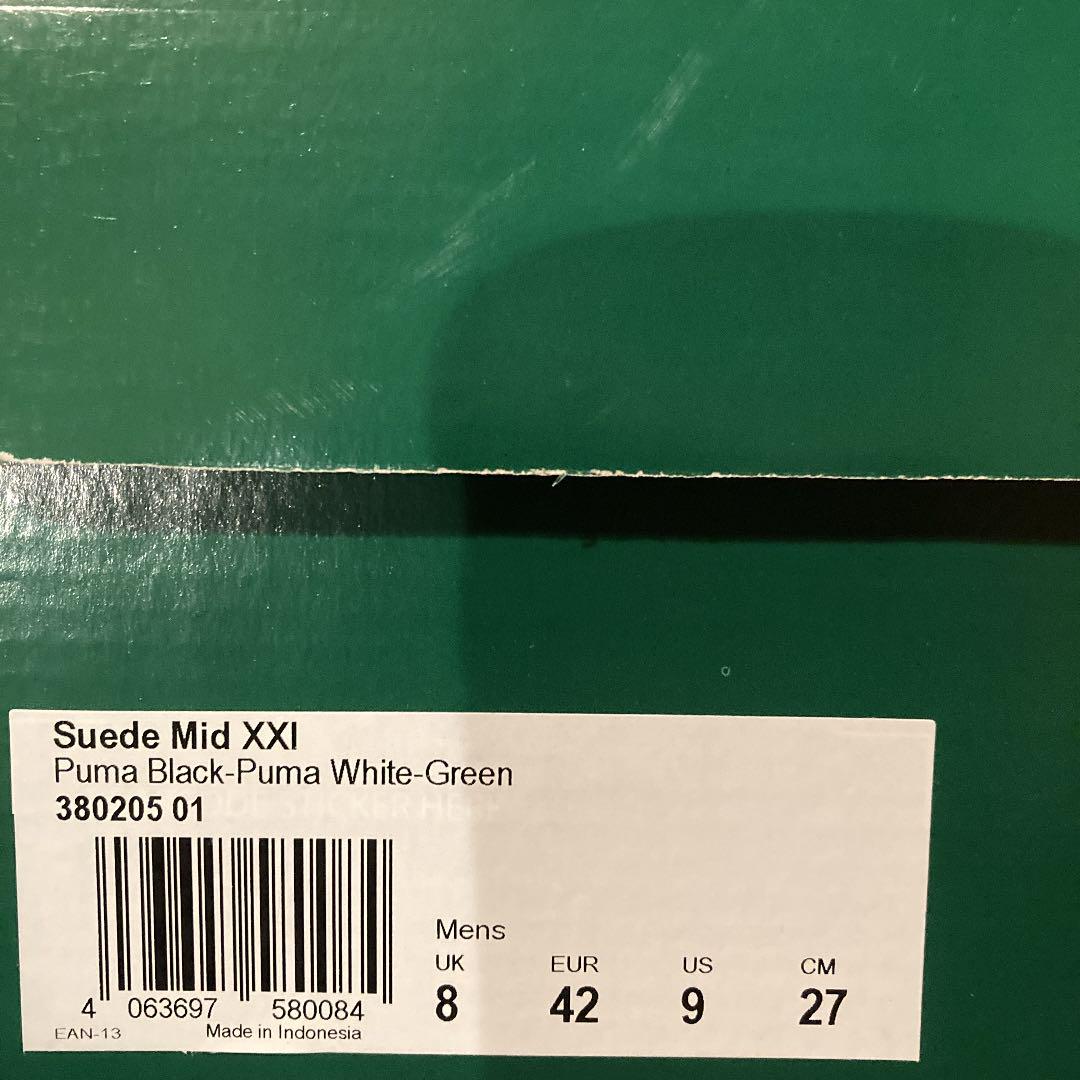 Suede Mid XXI
Puma Black-Puma White-Green
380205 01
Mens
UK EUR US CM
8 42 9 27
4 063697 580084
EAN-13 Made in Indonesia